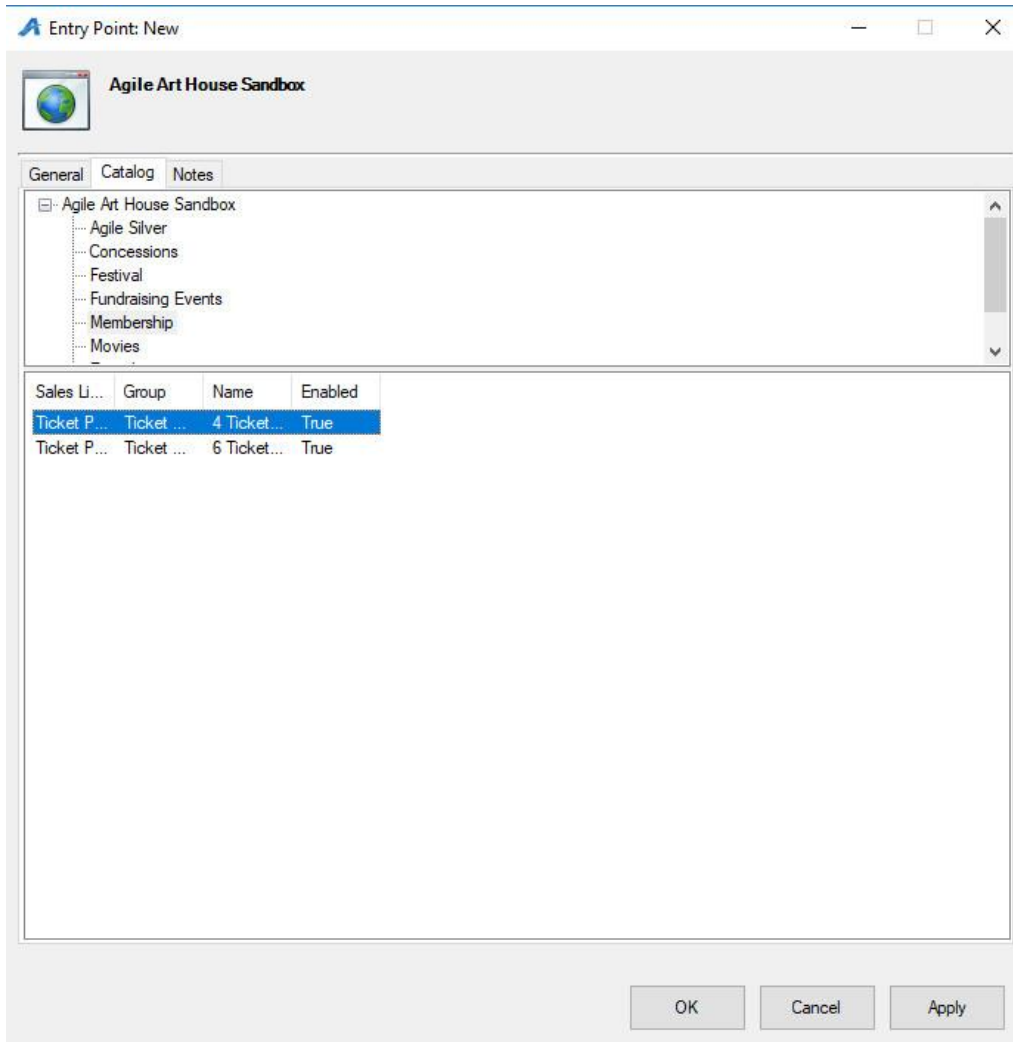 Entry Point: New
Agile Art House Sandbox
General Catalog Notes
Agile Art House Sandbox
Agile Silver
Concessions
Festival
Fundraising Events
Membership
Movies
Sales Li... Group Name Enabled
Ticket P... Ticket ... 4 Ticket... True
Ticket P... Ticket ... 6 Ticket... True
OK Cancel Apply